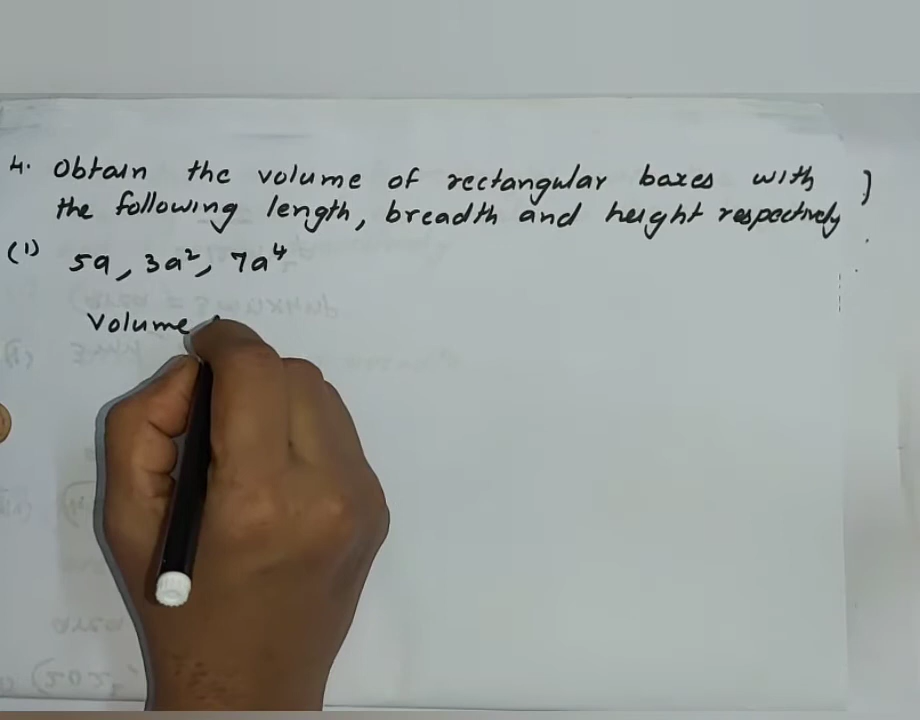 4. Obtain the volume of rectangular boxes with
the following length, breadth and height respectively
(1) 5a, 3a², 7a⁴
Volume